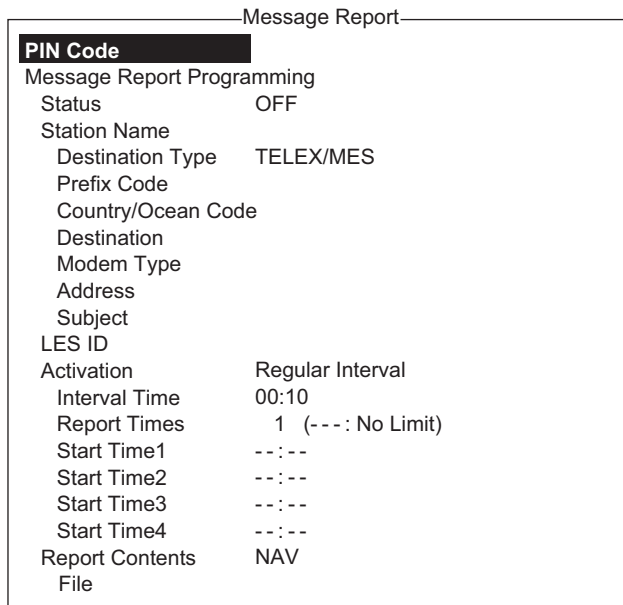 Message Report
PIN Code
Message Report Programming
Status OFF
Station Name
Destination Type TELEX/MES
Prefix Code
Country/Ocean Code
Destination
Modem Type
Address
Subject
LES ID
Activation Regular Interval
Interval Time 00:10
Report Times 1 (---: No Limit)
Start Time1 --:--
Start Time2 --:--
Start Time3 --:--
Start Time4 --:--
Report Contents NAV
File